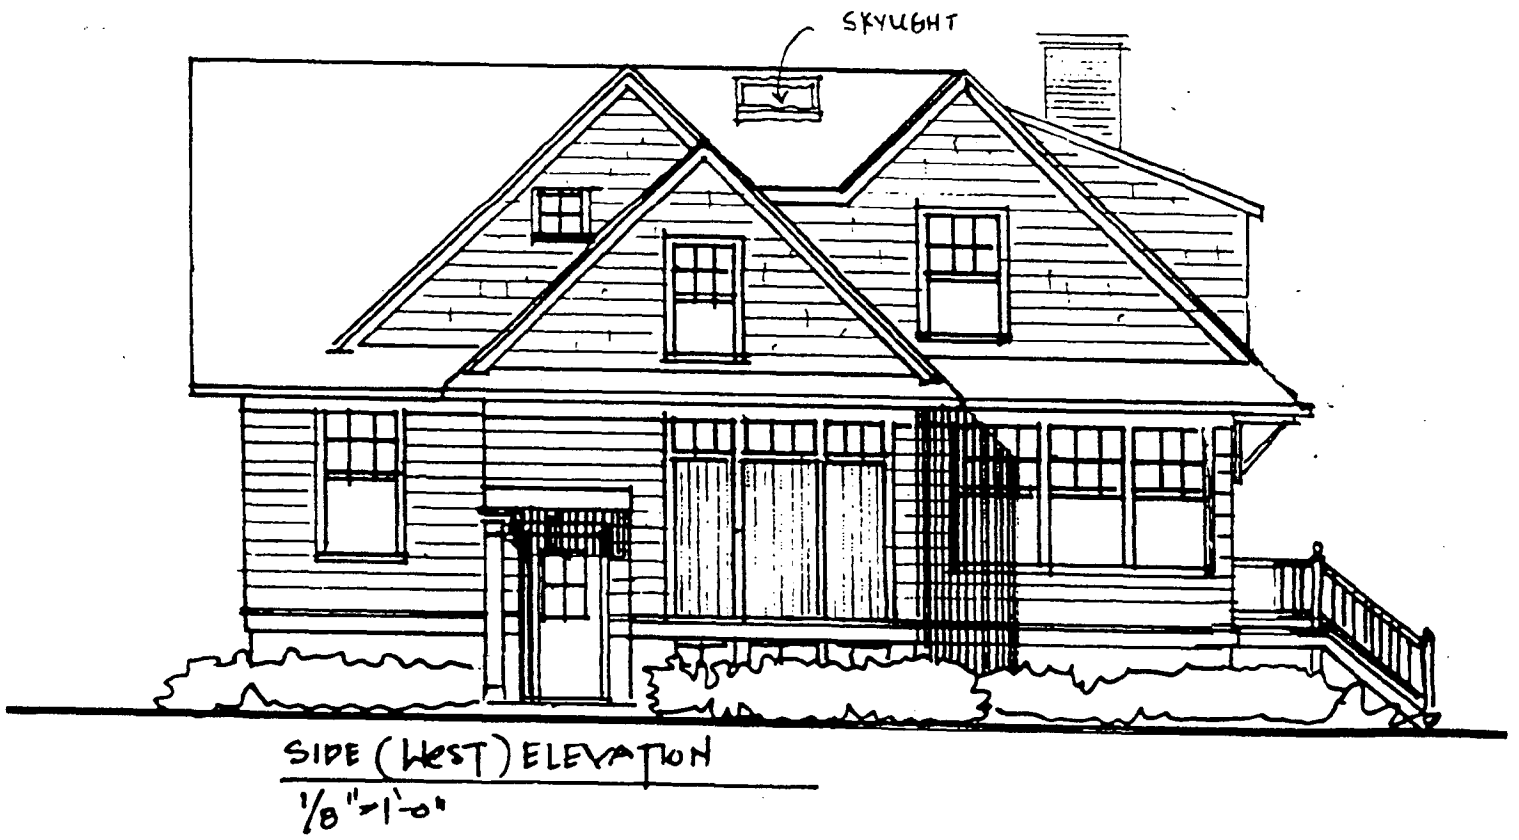 SKYLIGHT
SIDE (WEST) ELEVATION
1/8" = 1'-0"